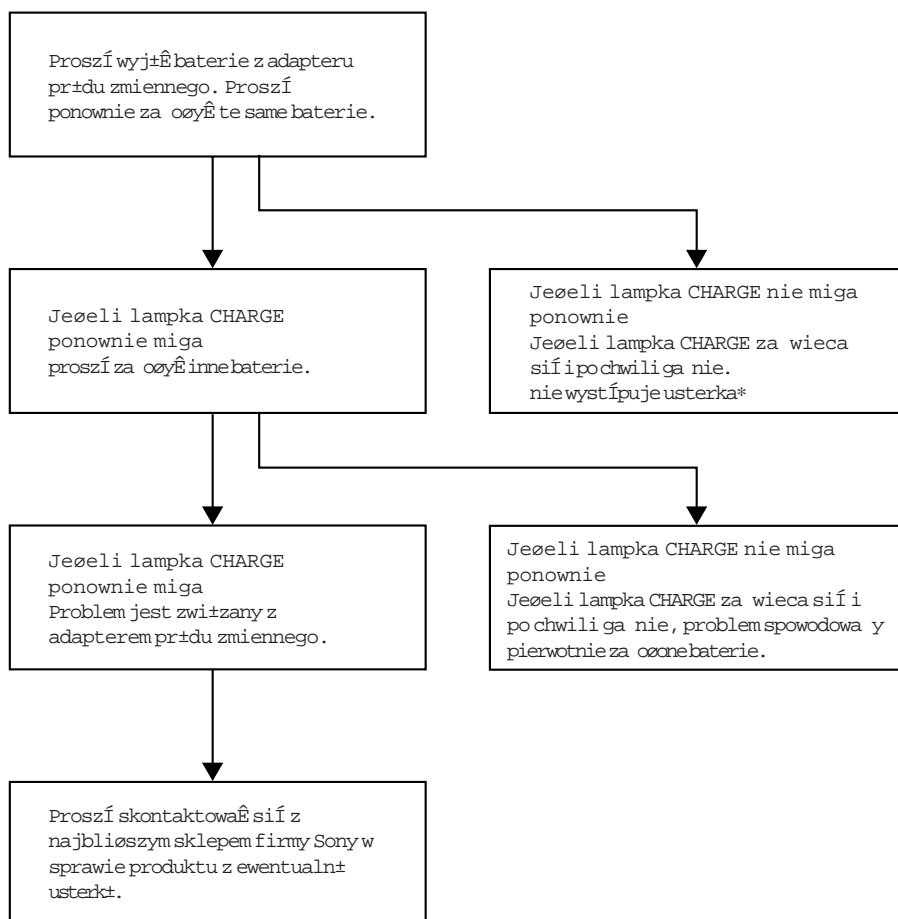 ProszÍ wyj±Ê baterie z adapteru
pr±du zmiennego. ProszÍ
ponownie za oøyÊ te same baterie.
Jeøeli lampka CHARGE
ponownie miga
proszÍ za oøyÊ inne baterie.
Jeøeli lampka CHARGE nie miga
ponownie
Jeøeli lampka CHARGE za wieca
siÍ i po chwili ga nie.
nie wystÍpuje usterka*
Jeøeli lampka CHARGE
ponownie miga
Problem jest zwi±zany z
adapterem pr±du zmiennego.
Jeøeli lampka CHARGE nie miga
ponownie
Jeøeli lampka CHARGE za wieca siÍ i
po chwili ga nie, problem spowodowa y
pierwotnie za oøone baterie.
ProszÍ skontaktowaÊ siÍ z
najbliøszym sklepem firmy Sony w
sprawie produktu z ewentualn±
usterk±.